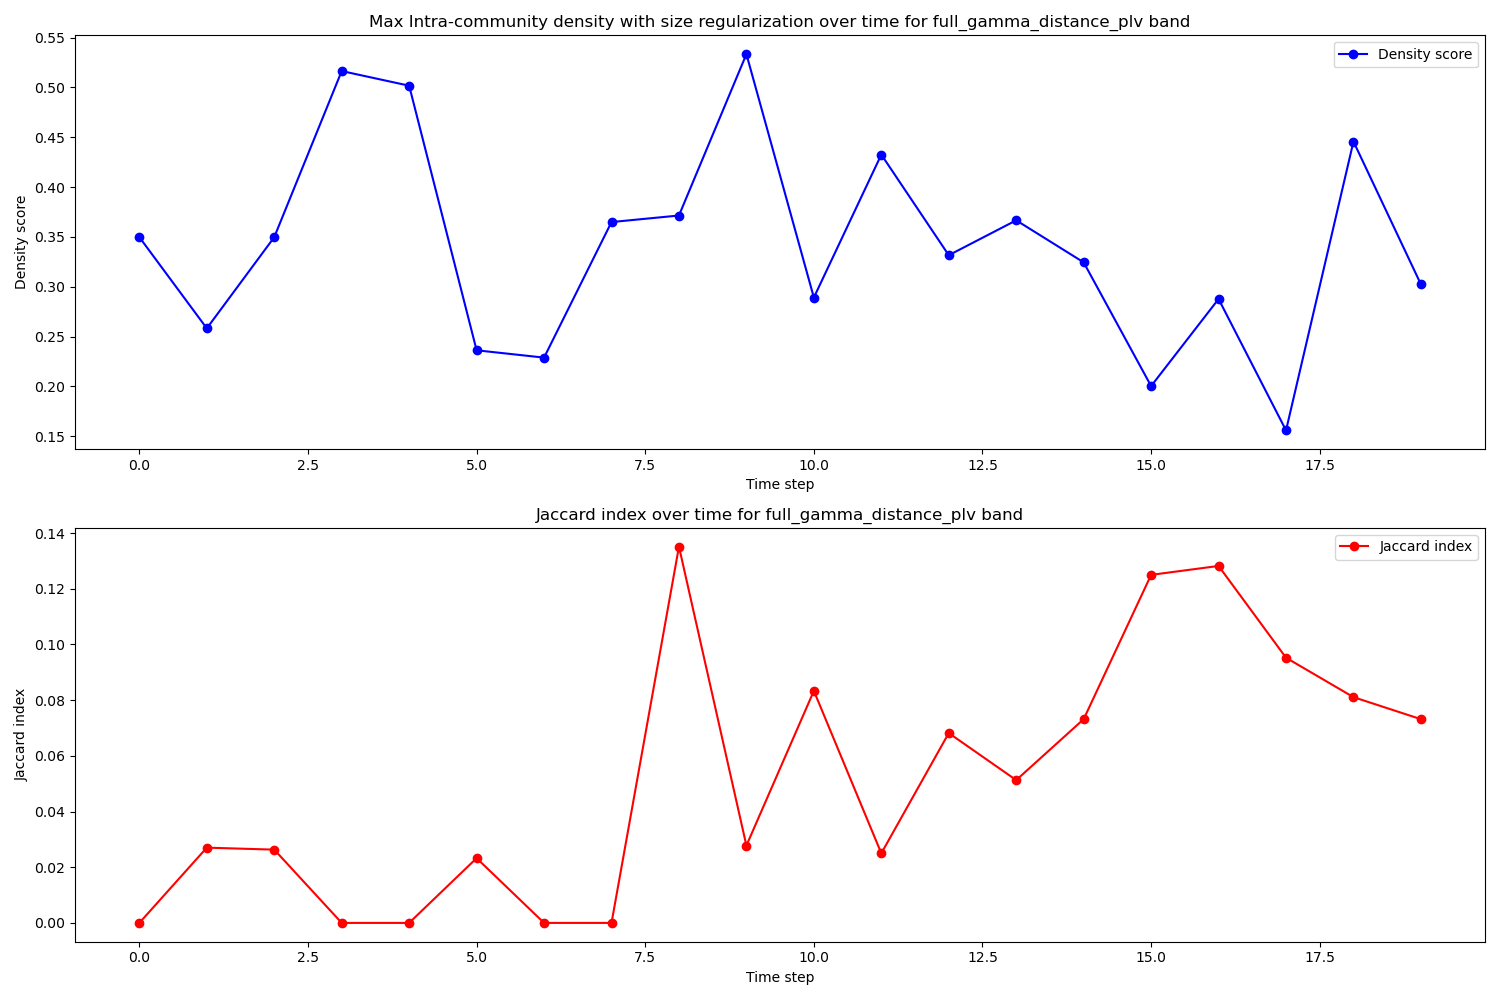 Max Intra-community density with size regularization over time for full_gamma_distance_plv band
Density score
0.55
0.50
0.45
0.40
0.35
0.30
0.25
0.20
0.15
Density score
0.0 2.5 5.0 7.5 10.0 12.5 15.0 17.5
Time step
Jaccard index over time for full_gamma_distance_plv band
Jaccard index
0.14
0.12
0.10
0.08
0.06
0.04
0.02
0.00
Jaccard index
0.0 2.5 5.0 7.5 10.0 12.5 15.0 17.5
Time step